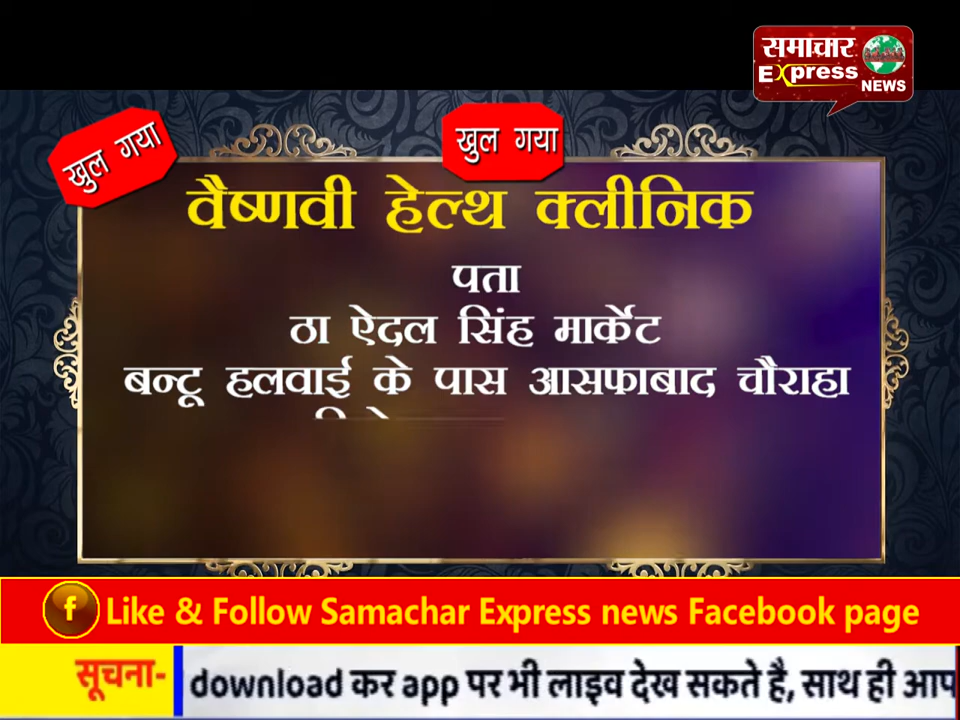 समाचार
Express
NEWS
खुल गया
खुल गया
वैष्णवी हेल्थ क्लीनिक
पता
ठा ऐदल सिंह मार्केट
बन्टू हलवाई के पास आसफाबाद चौराहा
f Like & Follow Samachar Express news Facebook page
सूचना- download कर app पर भी लाइव देख सकते है, साथ ही आप